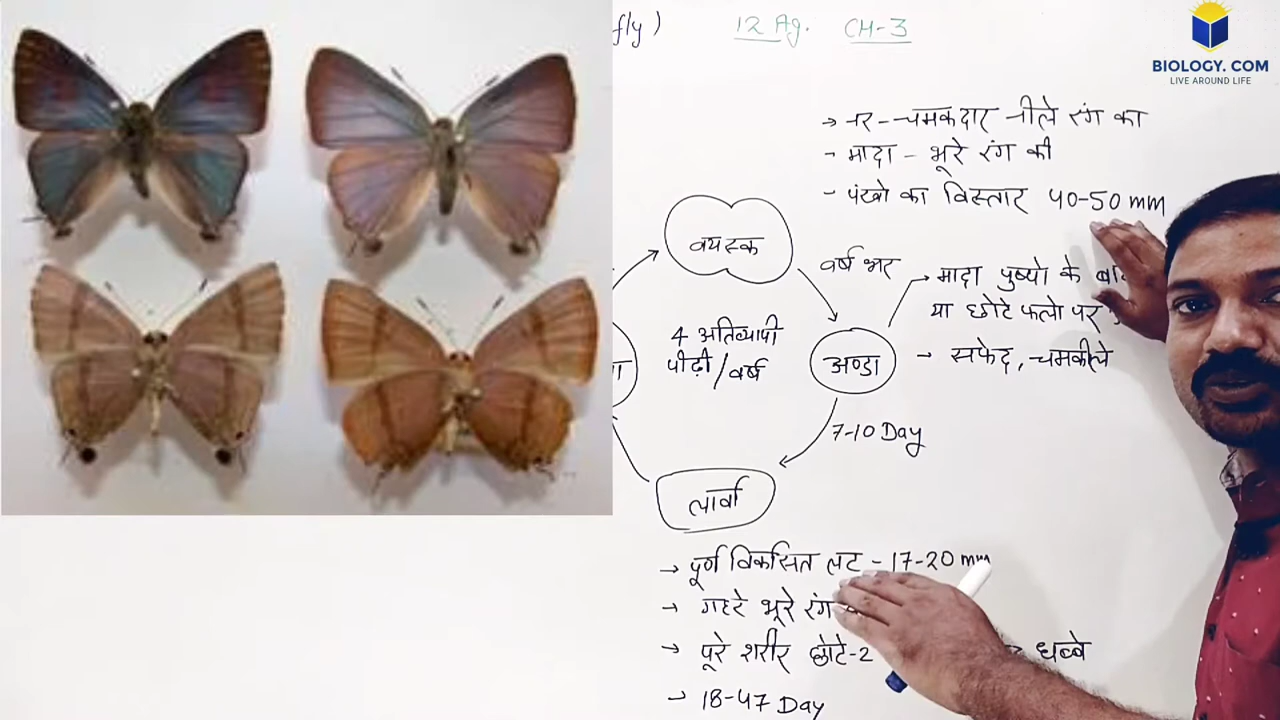 fly) 12 Ag. CH-3
BIOLOGY. COM
LIVE AROUND LIFE
→ नर - चमकदार नीले रंग का
- मादा - भूरे रंग की
- पंखो का विस्तार 40-50 mm
वयस्क
वर्ष भर
→ मादा पुष्पो के
या छोटे फलो पर
4 अतिव्यापी
पीढ़ी/वर्ष
अण्डा
→ सफेद, चमकीले
7-10 Day
लार्वा
→ पूर्ण विकसित लट - 17-20 mm
→ गहरे भूरे रंग
→ पूरे शरीर छोटे-2 धब्बे
→ 18-47 Day